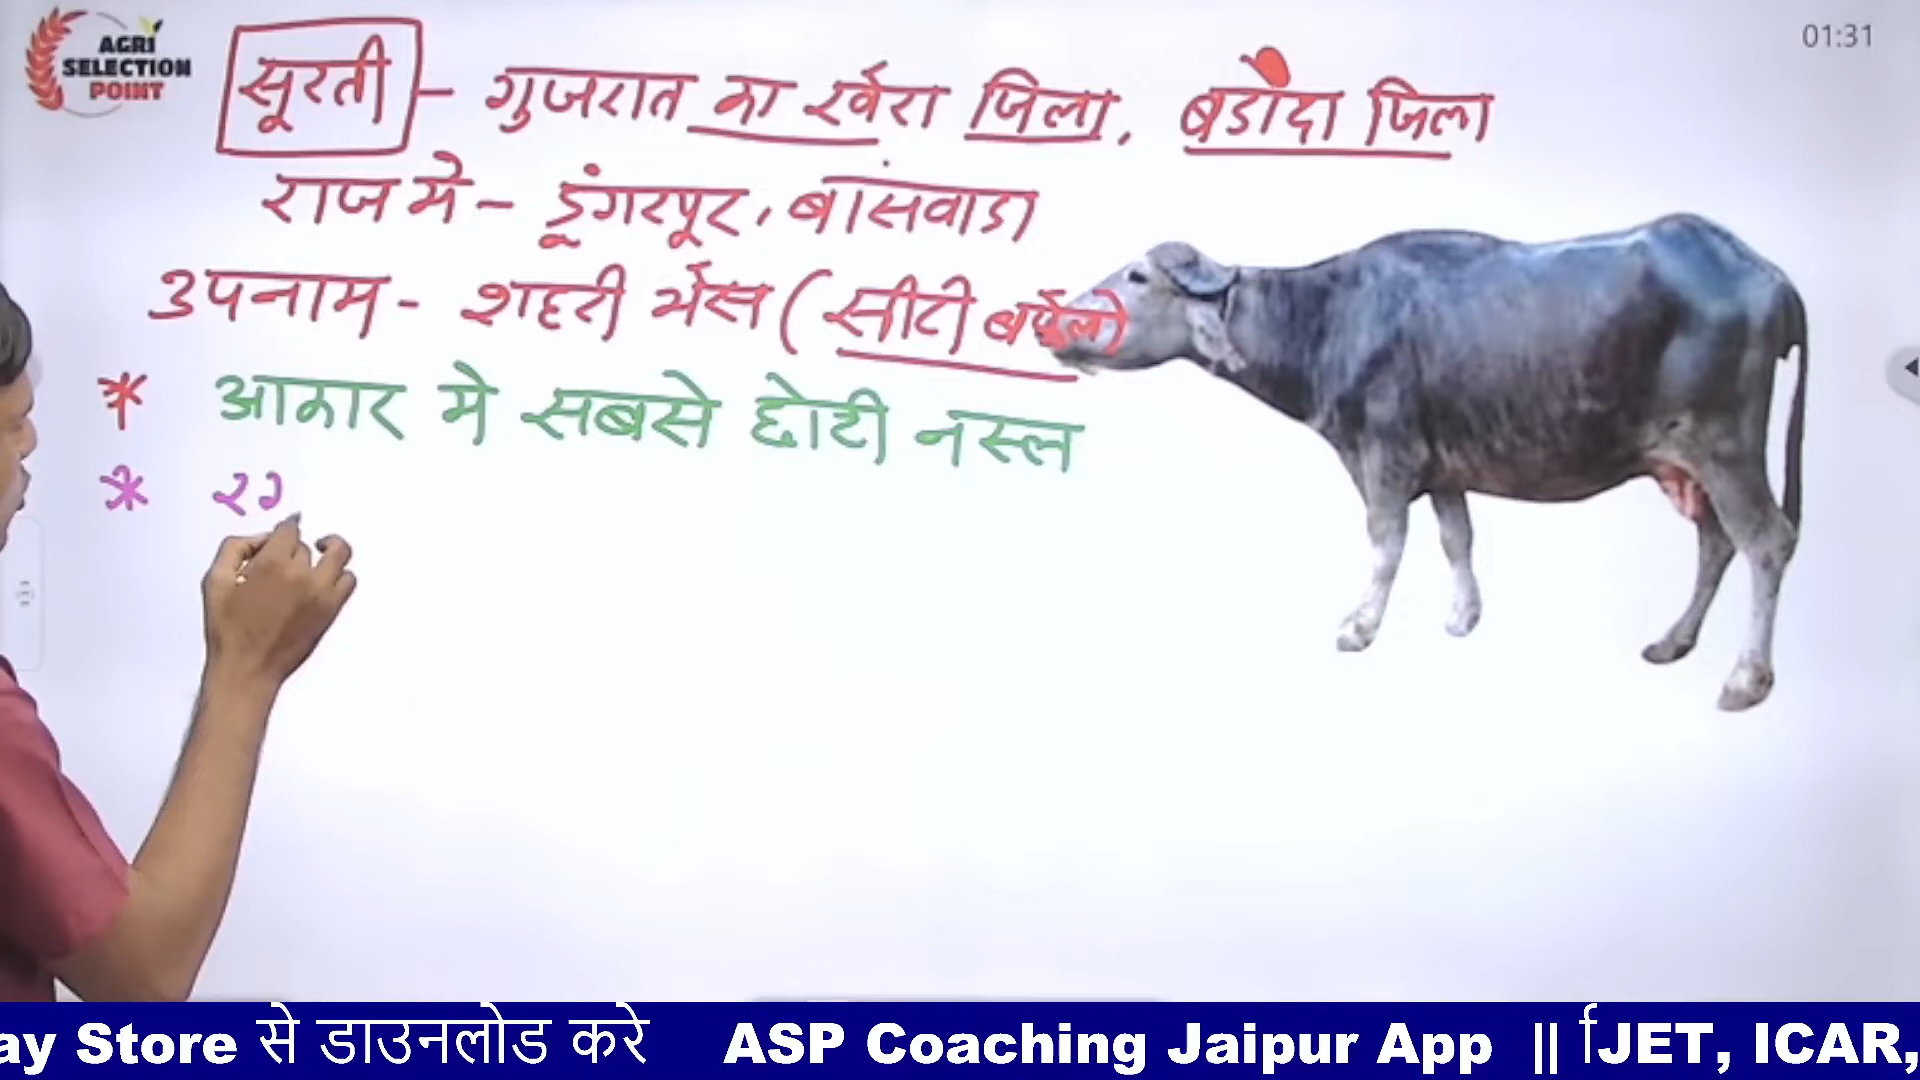 AGRI
SELECTION
POINT
01:31
सूरती - गुजरात का खेरा जिला, बडौदा जिला
राज मे - डूंगरपुर, बांसवाडा
उपनाम - शहरी भेंस (सीटी बफेलो)
* आकार मे सबसे छोटी नस्ल
*
ay Store से डाउनलोड करे ASP Coaching Jaipur App || JET, ICAR,